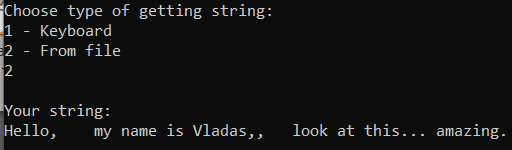 Choose type of getting string:
1 - Keyboard
2 - From file
2
Your string:
Hello,    my name is Vladas,,   look at this... amazing.